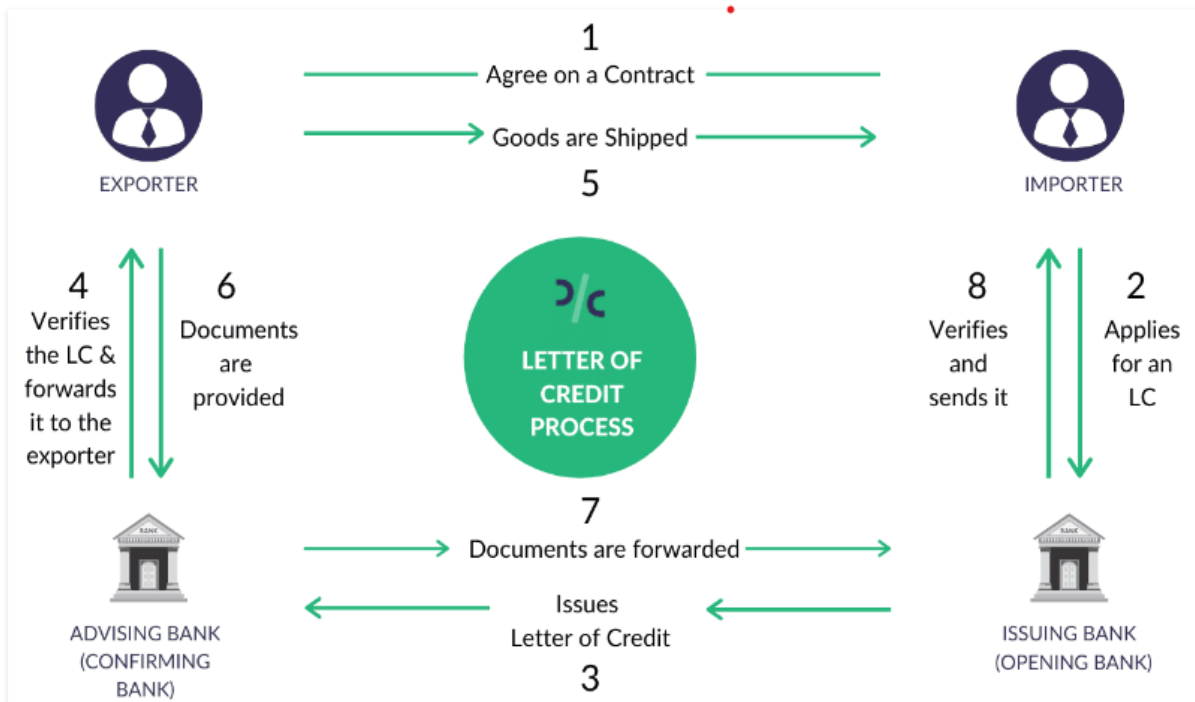 1
Agree on a Contract
Goods are Shipped
5
EXPORTER
IMPORTER
4
Verifies
the LC &
forwards
it to the
exporter
6
Documents
are
provided
LETTER OF
CREDIT
PROCESS
8
Verifies
and
sends it
2
Applies
for an
LC
7
Documents are forwarded
Issues
Letter of Credit
3
BANK
ADVISING BANK
(CONFIRMING
BANK)
BANK
ISSUING BANK
(OPENING BANK)